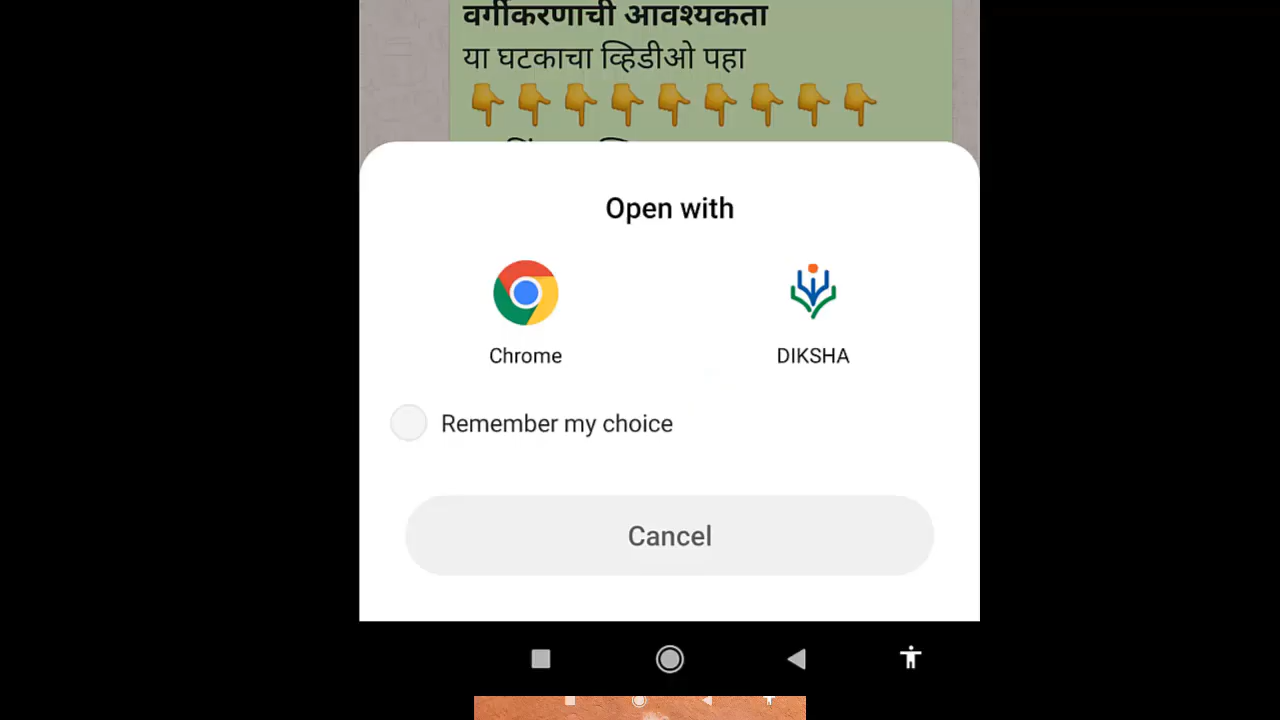 वर्गीकरणाची आवश्यकता
या घटकाचा व्हिडीओ पहा
Open with
Chrome
DIKSHA
Remember my choice
Cancel